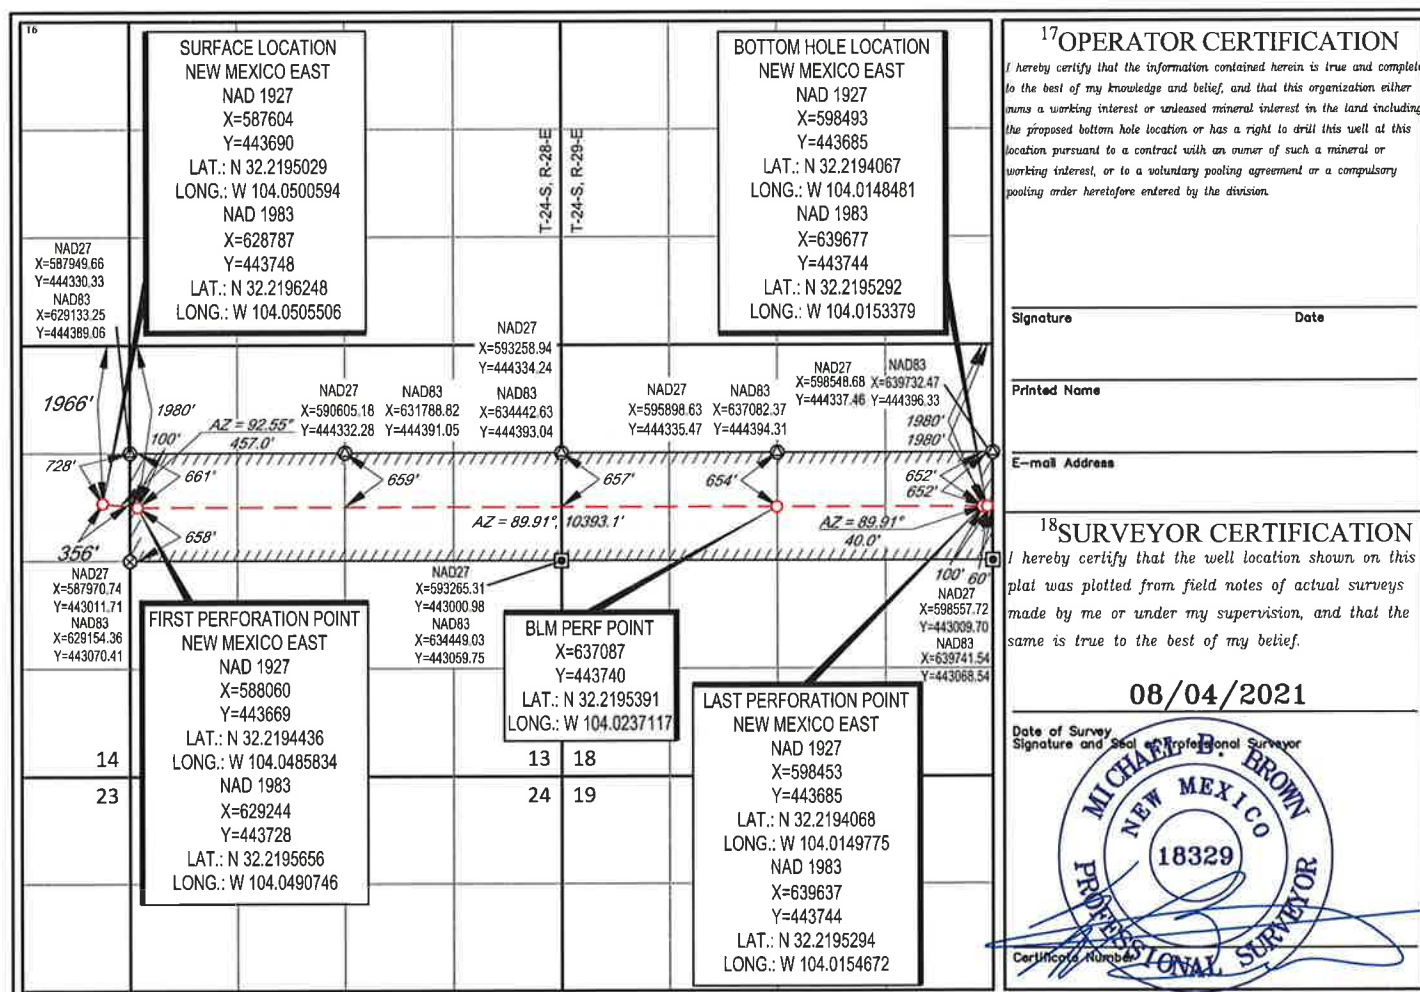 16
SURFACE LOCATION
NEW MEXICO EAST
NAD 1927
X=587604
Y=443690
LAT.: N 32.2195029
LONG.: W 104.0500594
NAD 1983
X=628787
Y=443748
LAT.: N 32.2196248
LONG.: W 104.0505506
BOTTOM HOLE LOCATION
NEW MEXICO EAST
NAD 1927
X=598493
Y=443685
LAT.: N 32.2194067
LONG.: W 104.0148481
NAD 1983
X=639677
Y=443744
LAT.: N 32.2195292
LONG.: W 104.0153379
T-24-S, R-28-E
T-24-S, R-29-E
NAD27
X=587949.66
Y=444330.33
NAD83
X=629133.25
Y=444389.06
NAD27
X=593258.94
Y=444334.24
NAD83
X=634442.63
Y=444393.04
NAD27
X=590605.18
Y=444332.28
NAD83
X=631788.82
Y=444391.05
NAD27
X=595898.63
Y=444335.47
NAD83
X=637082.37
Y=444394.31
NAD27
X=598548.68
Y=444337.46
NAD83
X=639732.47
Y=444396.33
1966'
1980'
AZ = 92.55°
457.0'
100'
728'
661'
659'
657'
654'
1980'
1980'
652'
652'
356'
658'
AZ = 89.91°, 10393.1'
AZ = 89.91°
40.0'
100'
60'
NAD27
X=587970.74
Y=443011.71
NAD83
X=629154.36
Y=443070.41
NAD27
X=593265.31
Y=443000.98
NAD83
X=634449.03
Y=443059.75
NAD27
X=598557.72
Y=443009.70
NAD83
X=639741.54
Y=443068.54
FIRST PERFORATION POINT
NEW MEXICO EAST
NAD 1927
X=588060
Y=443669
LAT.: N 32.2194436
LONG.: W 104.0485834
NAD 1983
X=629244
Y=443728
LAT.: N 32.2195656
LONG.: W 104.0490746
BLM PERF POINT
X=637087
Y=443740
LAT.: N 32.2195391
LONG.: W 104.0237117
LAST PERFORATION POINT
NEW MEXICO EAST
NAD 1927
X=598453
Y=443685
LAT.: N 32.2194068
LONG.: W 104.0149775
NAD 1983
X=639637
Y=443744
LAT.: N 32.2195294
LONG.: W 104.0154672
14
23
13 18
24 19
17OPERATOR CERTIFICATION
I hereby certify that the information contained herein is true and complete
to the best of my knowledge and belief, and that this organization either
owns a working interest or unleased mineral interest in the land including
the proposed bottom hole location or has a right to drill this well at this
location pursuant to a contract with an owner of such a mineral or
working interest, or to a voluntary pooling agreement or a compulsory
pooling order heretofore entered by the division.
Signature Date
Printed Name
E-mail Address
18SURVEYOR CERTIFICATION
I hereby certify that the well location shown on this
plat was plotted from field notes of actual surveys
made by me or under my supervision, and that the
same is true to the best of my belief.
08/04/2021
Date of Survey
Signature and Seal of Professional Surveyor
MICHAEL B. BROWN
NEW MEXICO
18329
PROFESSIONAL SURVEYOR
Certificate Number